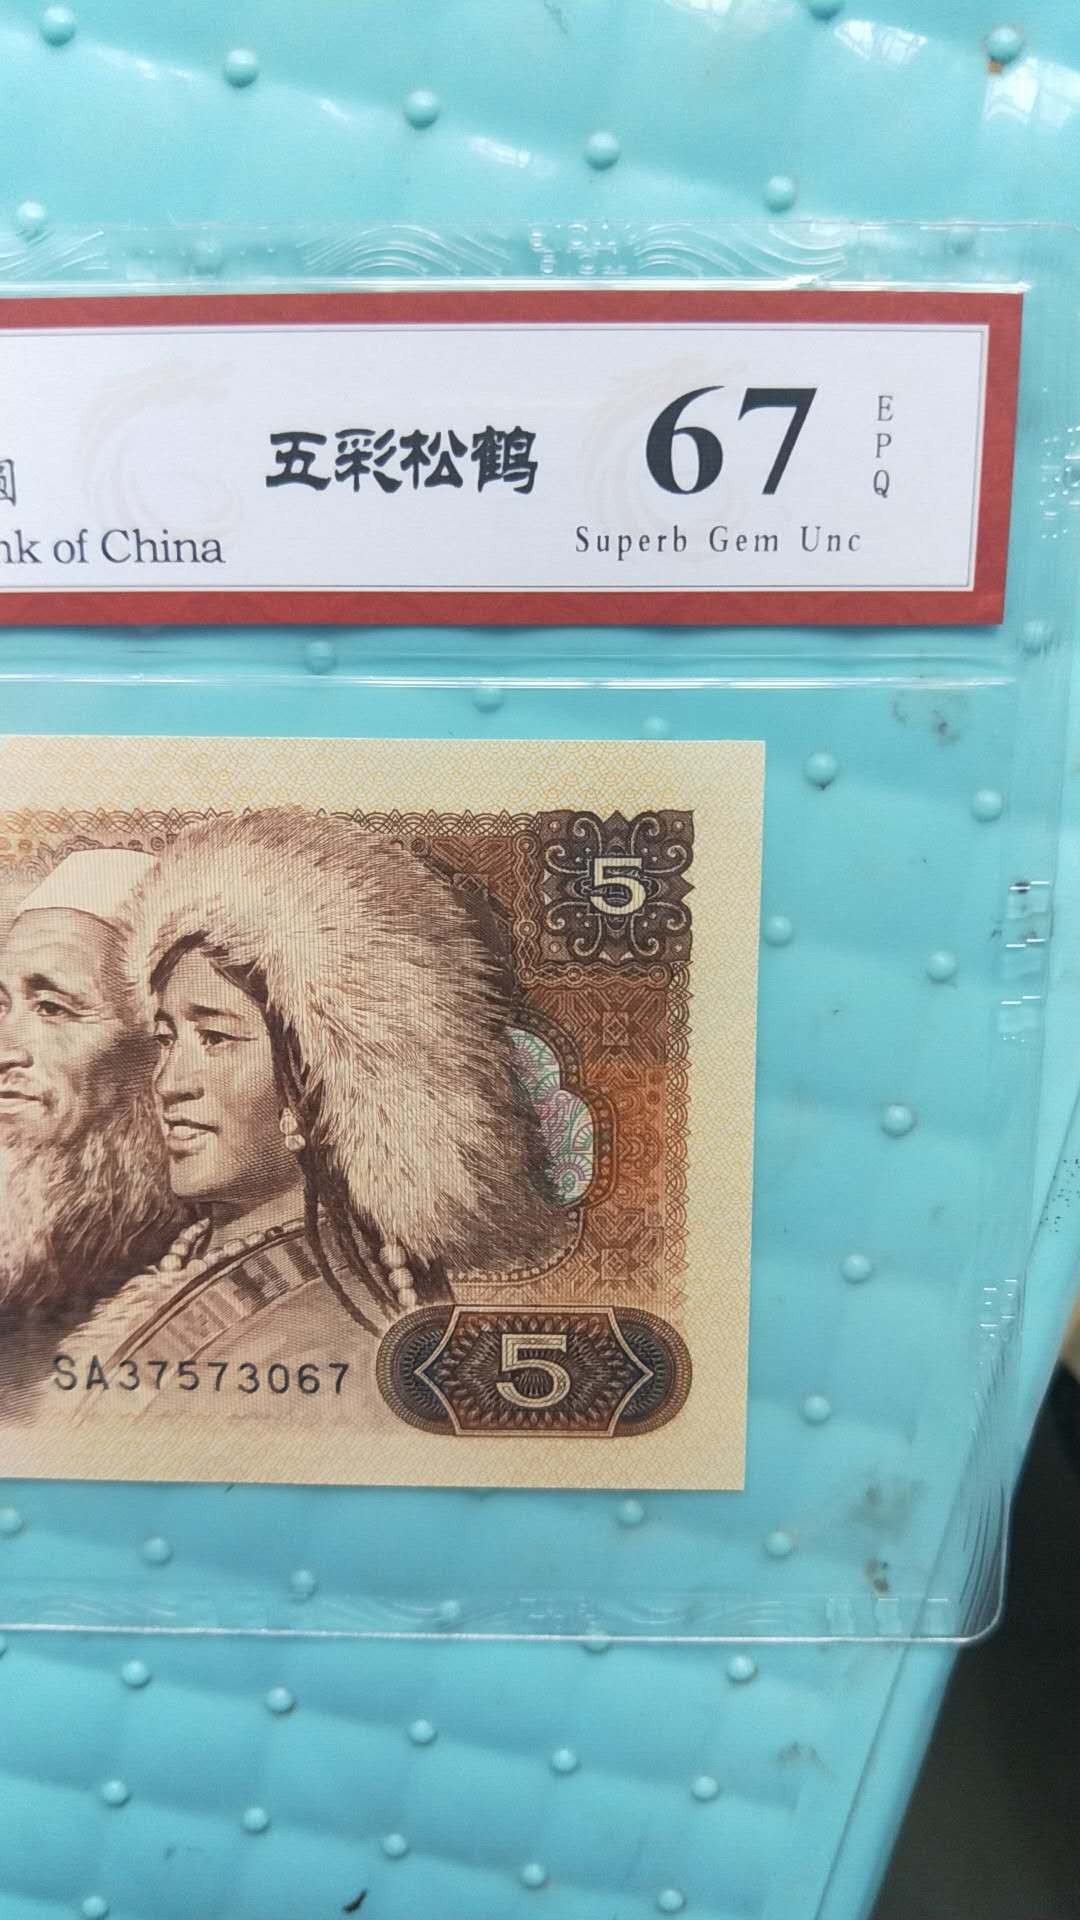 五彩松鹤
67
EPQ
圆
nk of China
Superb Gem Unc
5
SA37573067
5